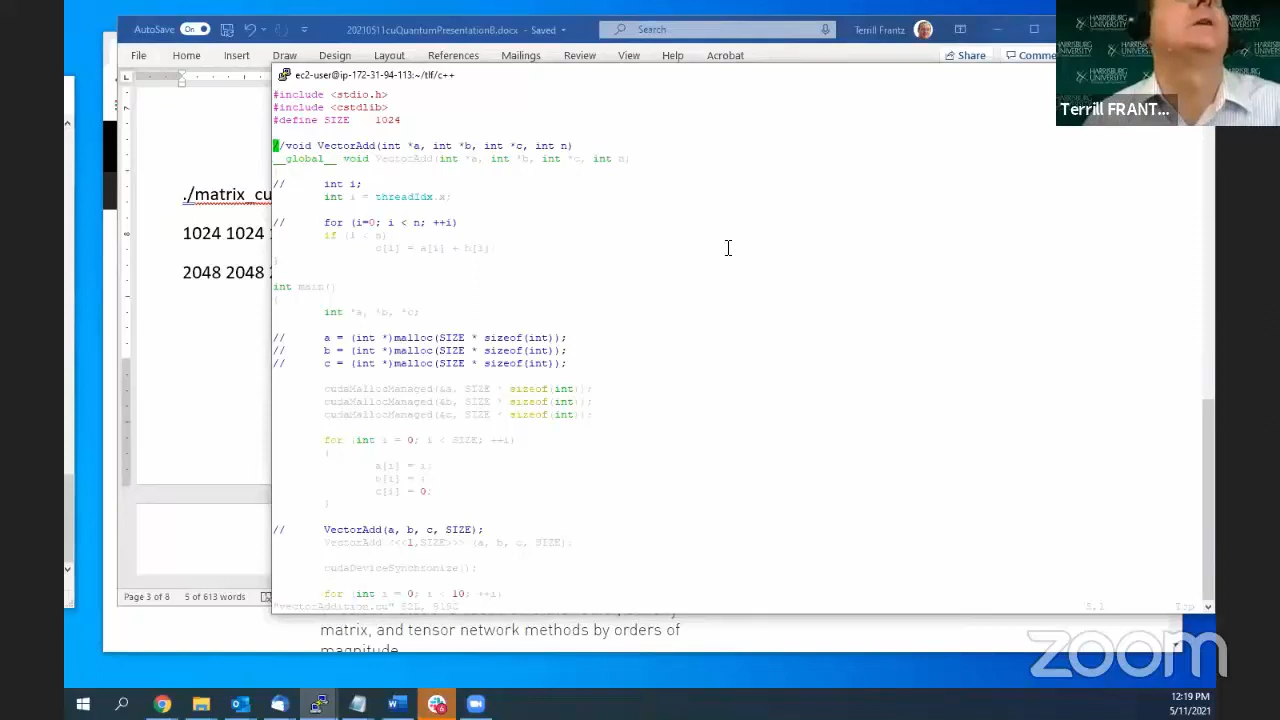 AutoSave On 20210511cuQuantumPresentationB.docx - Saved Search Terrill Frantz
File Home Insert Draw Design Layout References Mailings Review View Help Acrobat Share Comme
HARRISBURG
UNIVERSITY
Terrill FRANT...
ec2-user@ip-172-31-94-113:~/tlf/c++
#include <stdio.h>
#include <cstdlib>
#define SIZE 1024
//void VectorAdd(int *a, int *b, int *c, int n)
__global__ void VectorAdd(int *a, int *b, int *c, int n)
{
// int i;
int i = threadIdx.x;
// for (i=0; i < n; ++i)
if (i < n)
c[i] = a[i] + b[i];
}
int main()
{
int *a, *b, *c;
// a = (int *)malloc(SIZE * sizeof(int));
// b = (int *)malloc(SIZE * sizeof(int));
// c = (int *)malloc(SIZE * sizeof(int));
cudaMallocManaged(&a, SIZE * sizeof(int));
cudaMallocManaged(&b, SIZE * sizeof(int));
cudaMallocManaged(&c, SIZE * sizeof(int));
for (int i = 0; i < SIZE; ++i)
{
a[i] = i;
b[i] = i;
c[i] = 0;
}
// VectorAdd(a, b, c, SIZE);
VectorAdd <<<1,SIZE>>> (a, b, c, SIZE);
cudaDeviceSynchronize();
for (int i = 0; i < 10; ++i)
5,1 Top
./matrix_cu
1024 1024
2048 2048
Page 3 of 8 5 of 613 words
matrix, and tensor network methods by orders of
magnitude
zoom
12:19 PM
5/11/2021